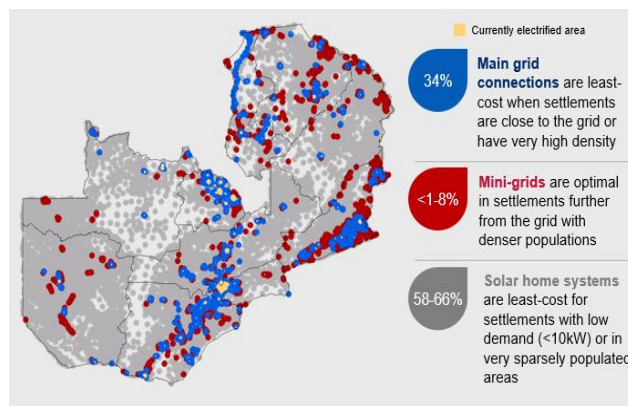 Currently electrified area
34%
Main grid
connections are least-
cost when settlements
are close to the grid or
have very high density
<1-8%
Mini-grids are optimal
in settlements further
from the grid with
denser populations
58-66%
Solar home systems
are least-cost for
settlements with low
demand (<10kW) or in
very sparsely populated
areas